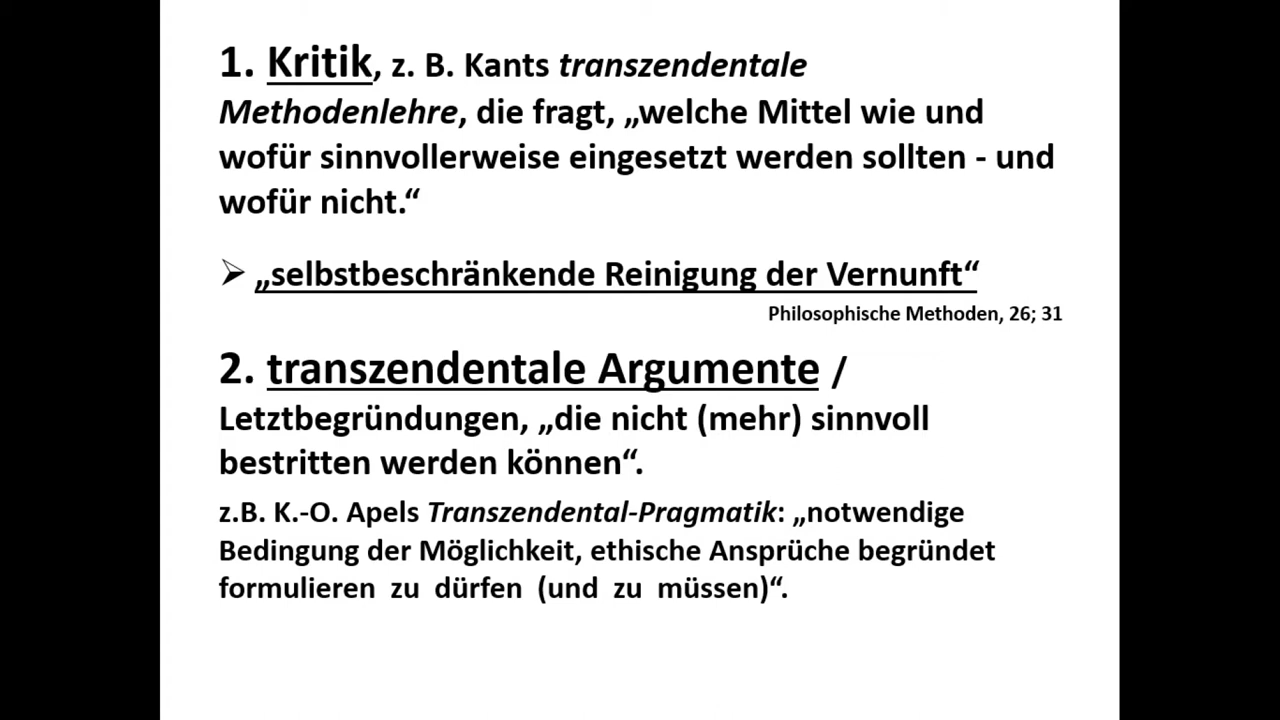 1. Kritik, z. B. Kants transzendentale
Methodenlehre, die fragt, „welche Mittel wie und
wofür sinnvollerweise eingesetzt werden sollten - und
wofür nicht.“
➢ „selbstbeschränkende Reinigung der Vernunft“
Philosophische Methoden, 26; 31
2. transzendentale Argumente /
Letztbegründungen, „die nicht (mehr) sinnvoll
bestritten werden können“.
z.B. K.-O. Apels Transzendental-Pragmatik: „notwendige
Bedingung der Möglichkeit, ethische Ansprüche begründet
formulieren zu dürfen (und zu müssen)“.